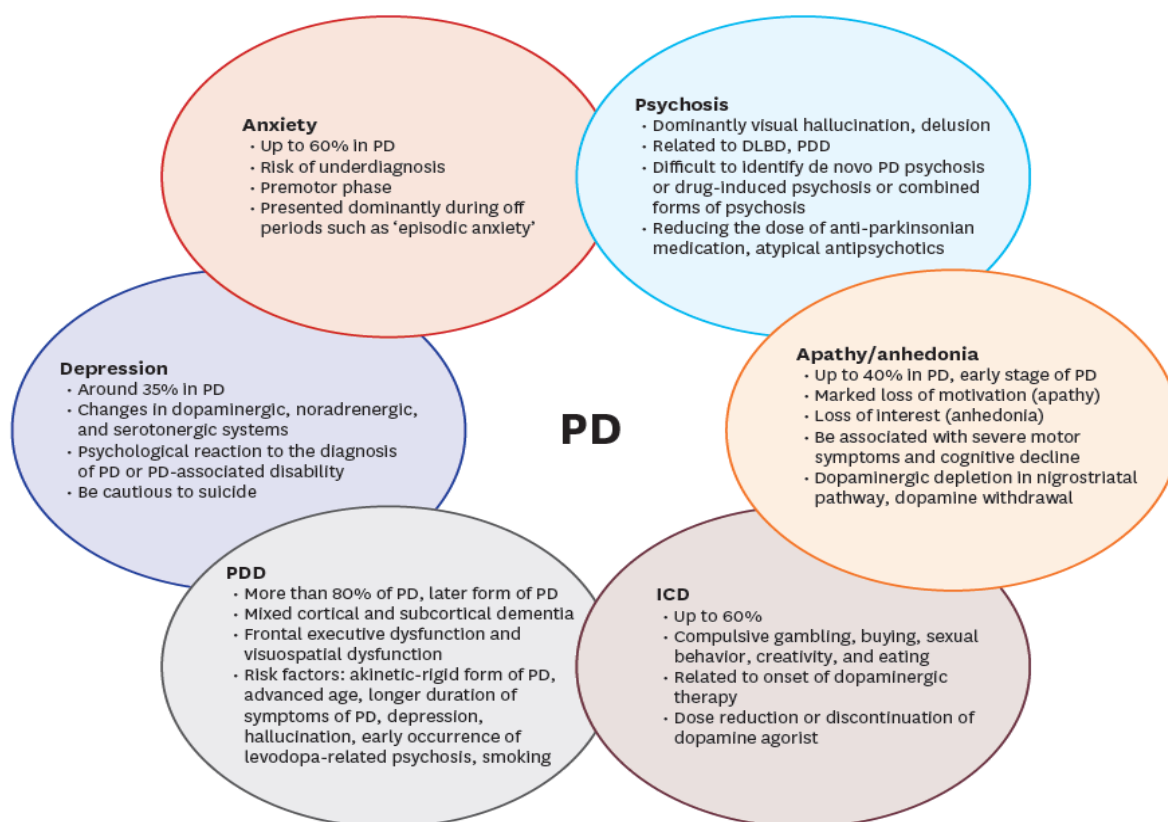 Anxiety
· Up to 60% in PD
· Risk of underdiagnosis
· Premotor phase
· Presented dominantly during off
periods such as ‘episodic anxiety’
Psychosis
· Dominantly visual hallucination, delusion
· Related to DLBD, PDD
· Difficult to identify de novo PD psychosis
or drug-induced psychosis or combined
forms of psychosis
· Reducing the dose of anti-parkinsonian
medication, atypical antipsychotics
Depression
· Around 35% in PD
· Changes in dopaminergic, noradrenergic,
and serotonergic systems
· Psychological reaction to the diagnosis
of PD or PD-associated disability
· Be cautious to suicide
PD
Apathy/anhedonia
· Up to 40% in PD, early stage of PD
· Marked loss of motivation (apathy)
· Loss of interest (anhedonia)
· Be associated with severe motor
symptoms and cognitive decline
· Dopaminergic depletion in nigrostriatal
pathway, dopamine withdrawal
PDD
· More than 80% of PD, later form of PD
· Mixed cortical and subcortical dementia
· Frontal executive dysfunction and
visuospatial dysfunction
· Risk factors: akinetic-rigid form of PD,
advanced age, longer duration of
symptoms of PD, depression,
hallucination, early occurrence of
levodopa-related psychosis, smoking
ICD
· Up to 60%
· Compulsive gambling, buying, sexual
behavior, creativity, and eating
· Related to onset of dopaminergic
therapy
· Dose reduction or discontinuation of
dopamine agorist